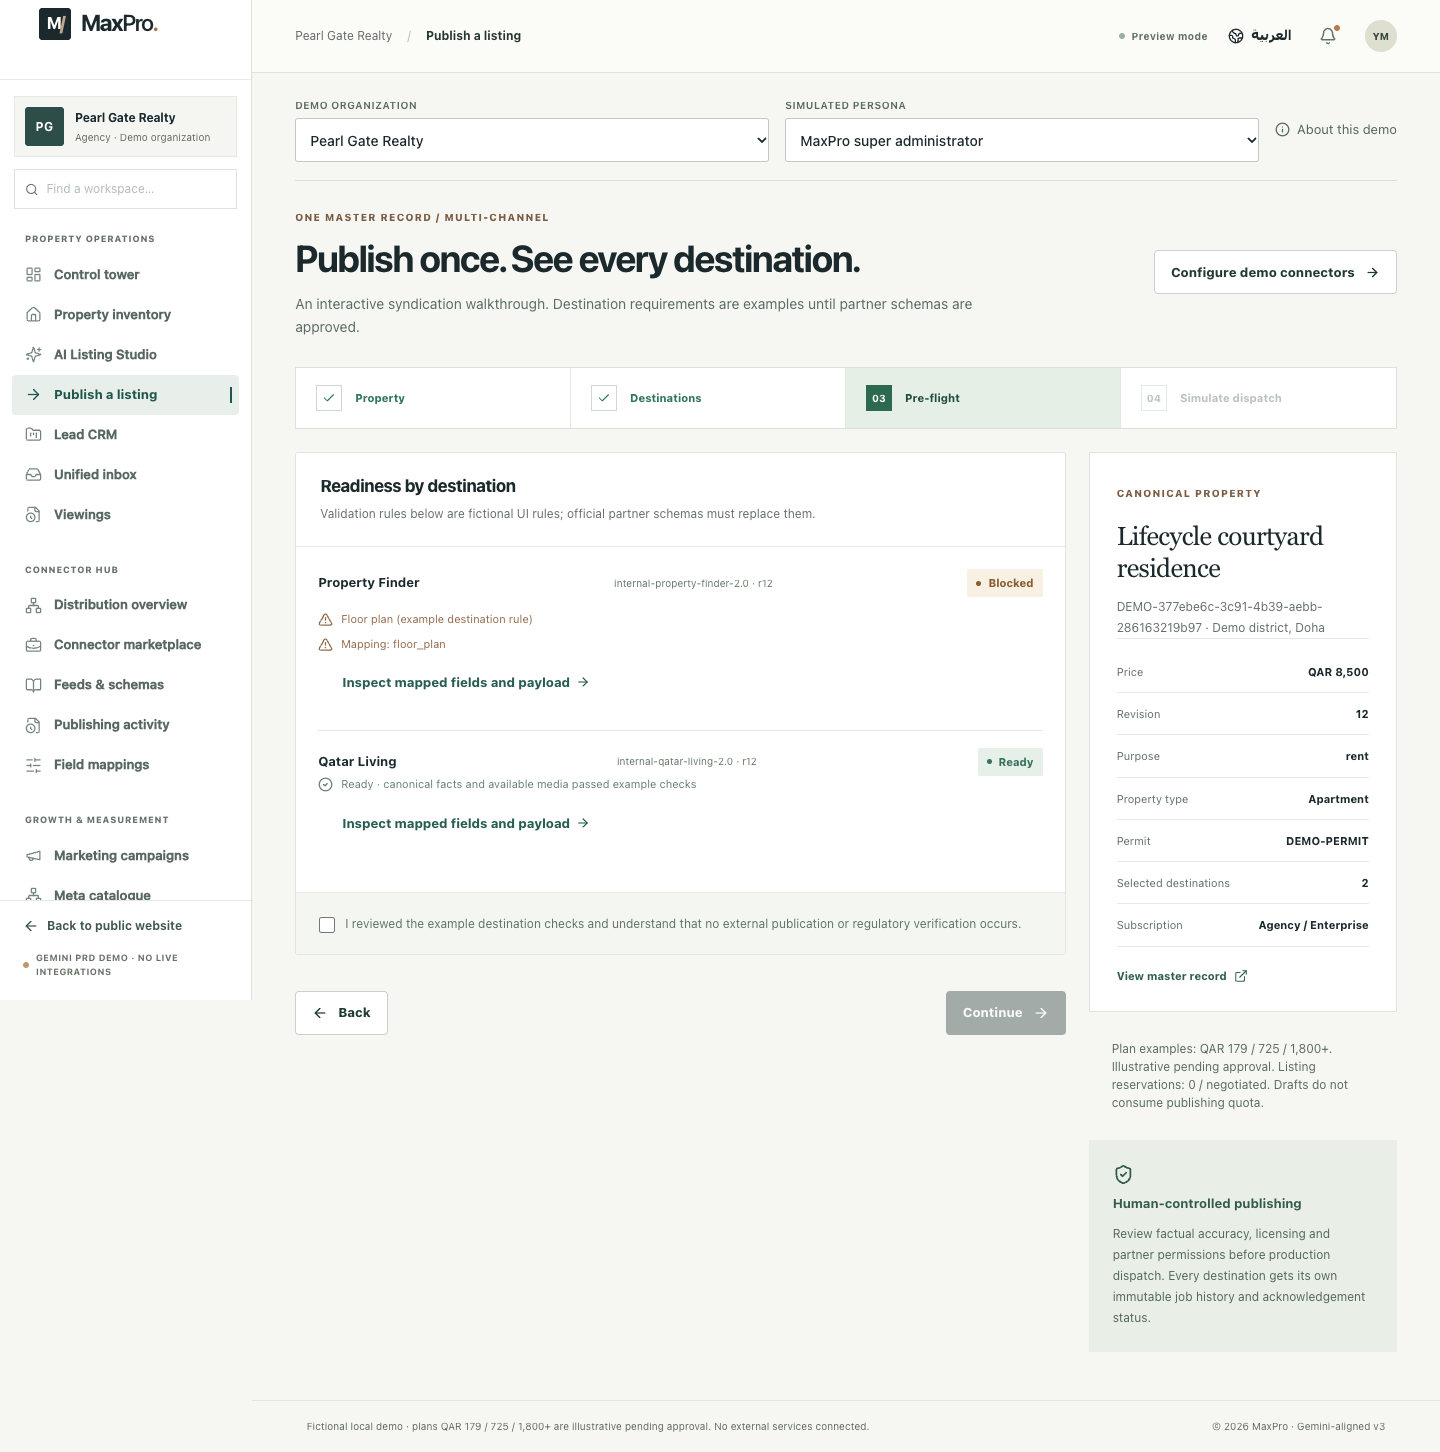 M/ MaxPro.
PG
Pearl Gate Realty
Agency · Demo organization
Find a workspace...
PROPERTY OPERATIONS
Control tower
Property inventory
AI Listing Studio
Publish a listing
Lead CRM
Unified inbox
Viewings
CONNECTOR HUB
Distribution overview
Connector marketplace
Feeds & schemas
Publishing activity
Field mappings
GROWTH & MEASUREMENT
Marketing campaigns
Meta catalogue
Back to public website
GEMINI PRD DEMO · NO LIVE
INTEGRATIONS
Pearl Gate Realty / Publish a listing
Preview mode
العربية
YM
DEMO ORGANIZATION
Pearl Gate Realty
SIMULATED PERSONA
MaxPro super administrator
About this demo
ONE MASTER RECORD / MULTI-CHANNEL
Publish once. See every destination.
An interactive syndication walkthrough. Destination requirements are examples until partner schemas are
approved.
Configure demo connectors
Property
Destinations
03 Pre-flight
04 Simulate dispatch
Readiness by destination
Validation rules below are fictional UI rules; official partner schemas must replace them.
Property Finder
internal-property-finder-2.0 · r12
Blocked
Floor plan (example destination rule)
Mapping: floor_plan
Inspect mapped fields and payload
Qatar Living
internal-qatar-living-2.0 · r12
Ready
Ready · canonical facts and available media passed example checks
Inspect mapped fields and payload
I reviewed the example destination checks and understand that no external publication or regulatory verification occurs.
Back
Continue
CANONICAL PROPERTY
Lifecycle courtyard
residence
DEMO-377ebe6c-3c91-4b39-aebb-
286163219b97 · Demo district, Doha
Price QAR 8,500
Revision 12
Purpose rent
Property type Apartment
Permit DEMO-PERMIT
Selected destinations 2
Subscription Agency / Enterprise
View master record
Plan examples: QAR 179 / 725 / 1,800+.
Illustrative pending approval. Listing
reservations: 0 / negotiated. Drafts do not
consume publishing quota.
Human-controlled publishing
Review factual accuracy, licensing and
partner permissions before production
dispatch. Every destination gets its own
immutable job history and acknowledgement
status.
Fictional local demo · plans QAR 179 / 725 / 1,800+ are illustrative pending approval. No external services connected.
© 2026 MaxPro · Gemini-aligned v3